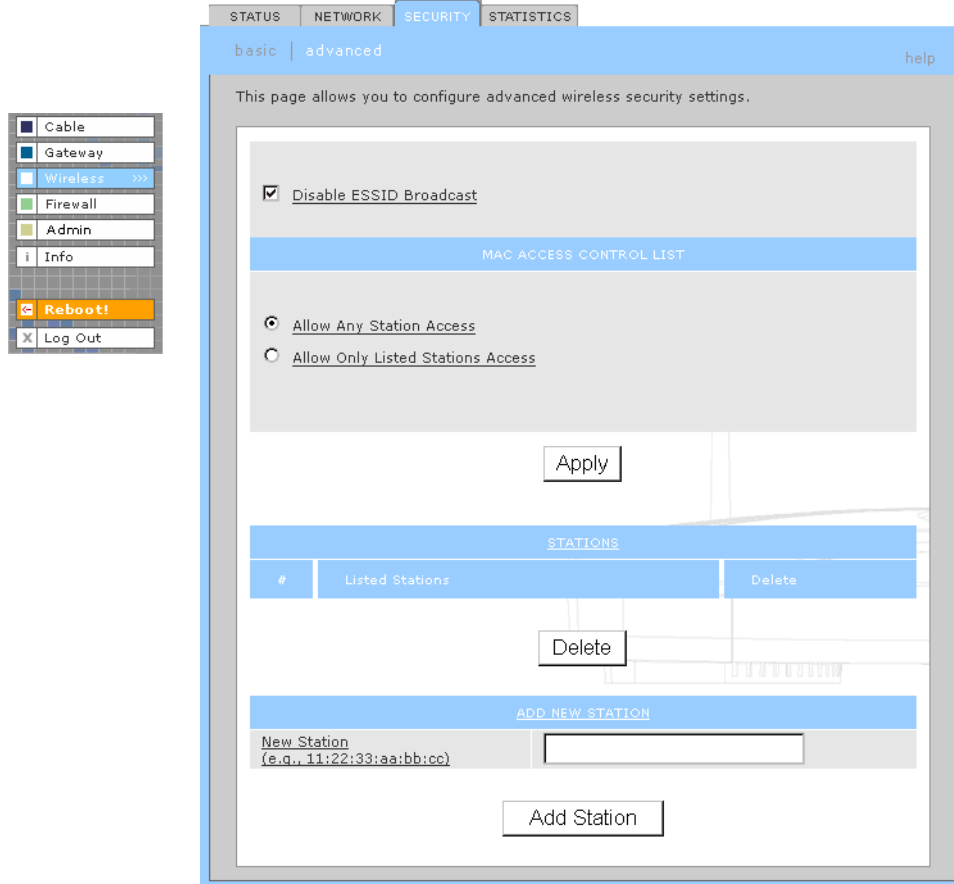 STATUS NETWORK SECURITY STATISTICS
basic | advanced
help
This page allows you to configure advanced wireless security settings.
Cable
Gateway
Wireless >>>
Firewall
Admin
i Info
Reboot!
X Log Out
Disable ESSID Broadcast
MAC ACCESS CONTROL LIST
Allow Any Station Access
Allow Only Listed Stations Access
Apply
STATIONS
# Listed Stations Delete
Delete
ADD NEW STATION
New Station
(e.g., 11:22:33:aa:bb:cc)
Add Station